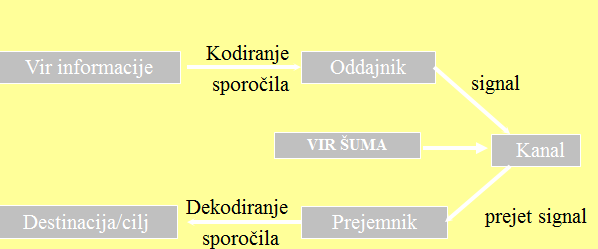 Vir informacije
Kodiranje
sporočila
Oddajnik
signal
VIR ŠUMA
Kanal
Destinacija/cilj
Dekodiranje
sporočila
Prejemnik
prejet signal